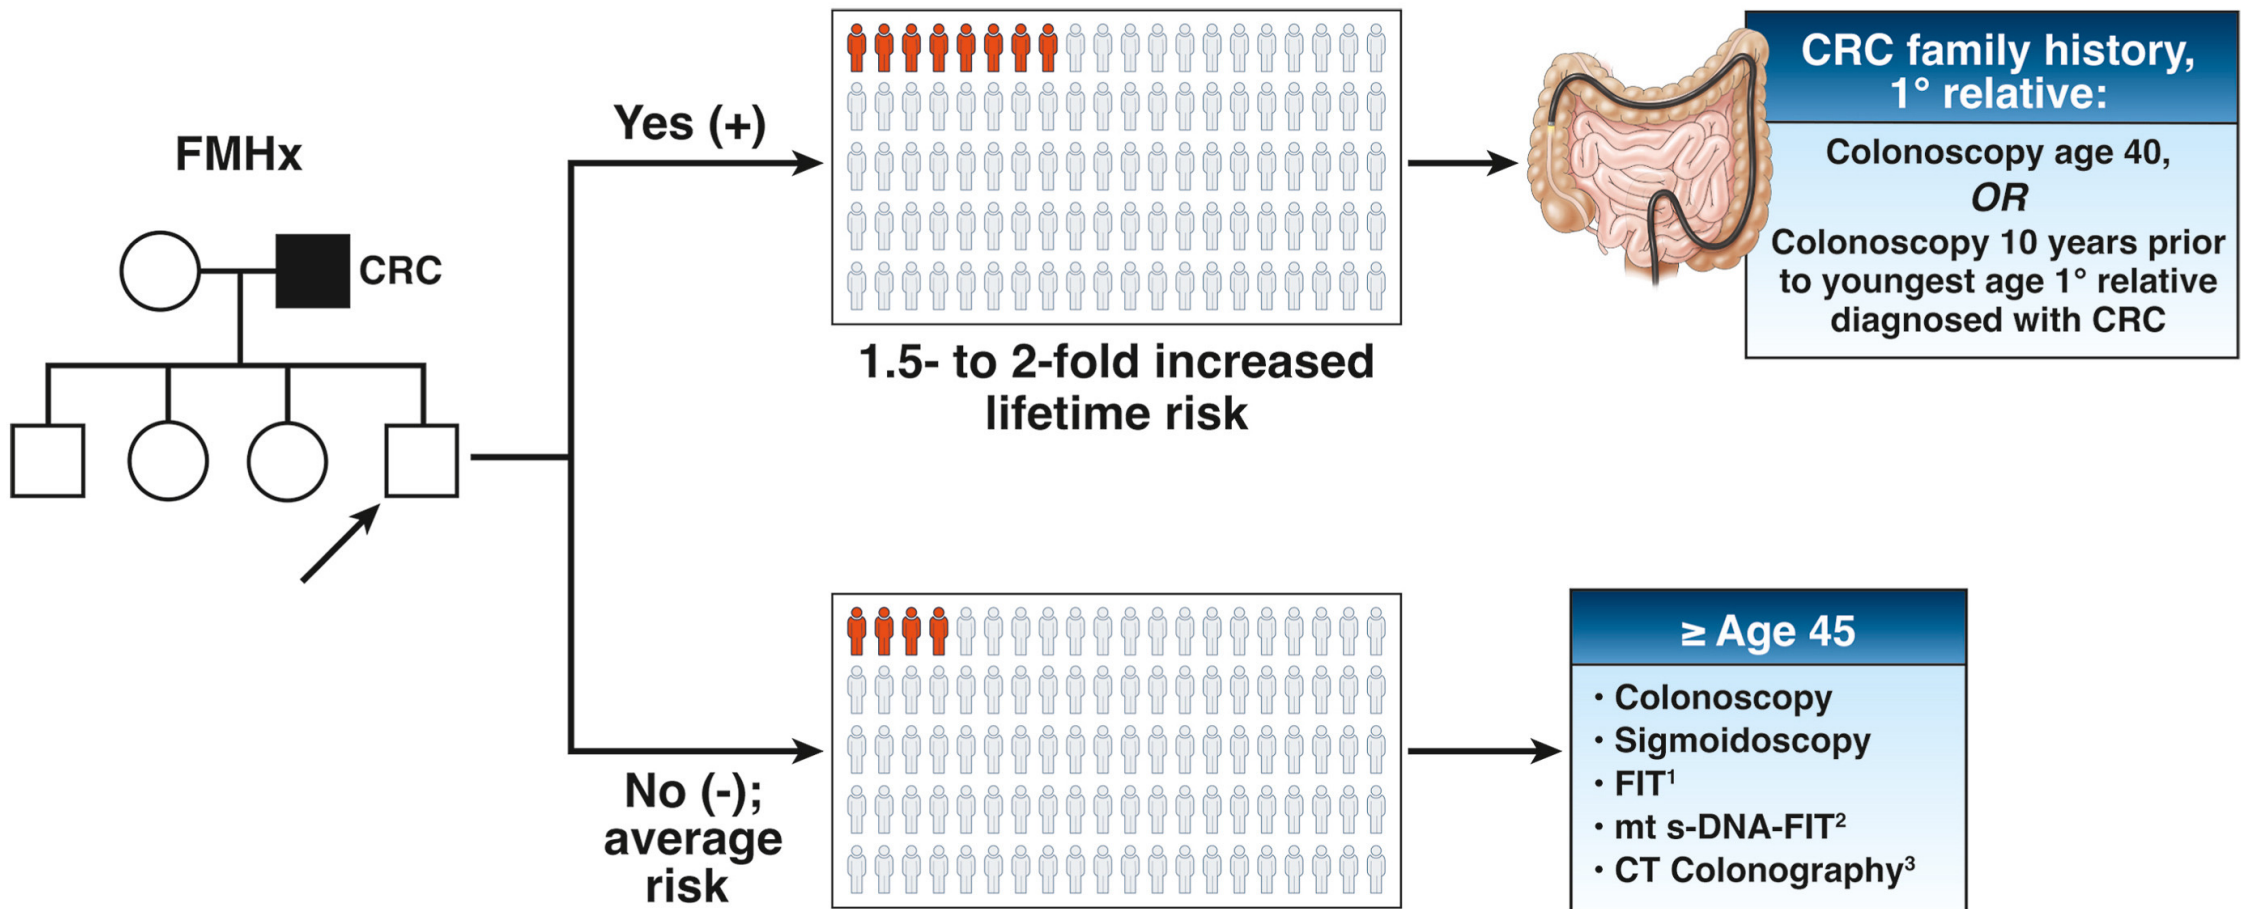 FMHx
CRC
Yes (+)
1.5- to 2-fold increased
lifetime risk
CRC family history,
1° relative:
Colonoscopy age 40,
OR
Colonoscopy 10 years prior
to youngest age 1° relative
diagnosed with CRC
No (-);
average
risk
≥ Age 45
• Colonoscopy
• Sigmoidoscopy
• FIT¹
• mt s-DNA-FIT²
• CT Colonography³